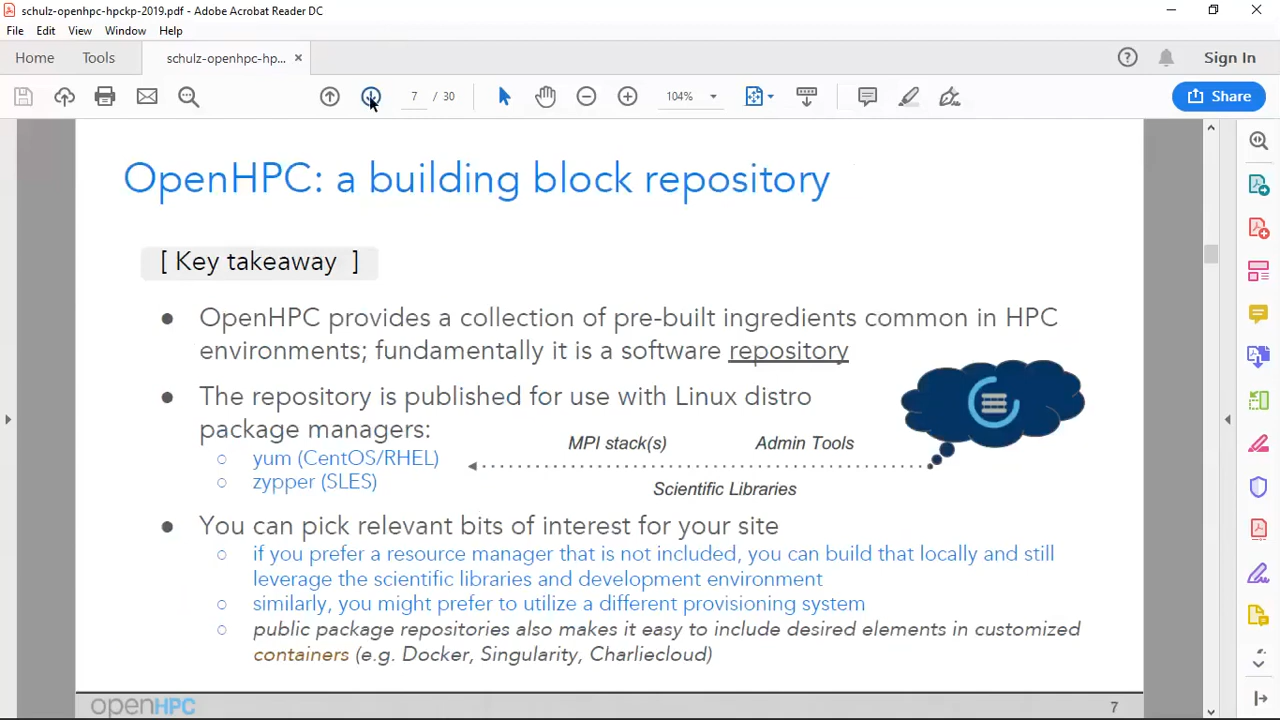 schulz-openhpc-hpckp-2019.pdf - Adobe Acrobat Reader DC
File Edit View Window Help
Home Tools schulz-openhpc-hp... × Sign In
7 / 30 104% Share
OpenHPC: a building block repository
[ Key takeaway ]
● OpenHPC provides a collection of pre-built ingredients common in HPC
environments; fundamentally it is a software repository
● The repository is published for use with Linux distro
package managers:
○ yum (CentOS/RHEL)
○ zypper (SLES)
MPI stack(s) Admin Tools
Scientific Libraries
● You can pick relevant bits of interest for your site
○ if you prefer a resource manager that is not included, you can build that locally and still
leverage the scientific libraries and development environment
○ similarly, you might prefer to utilize a different provisioning system
○ public package repositories also makes it easy to include desired elements in customized
containers (e.g. Docker, Singularity, Charliecloud)
openHPC 7